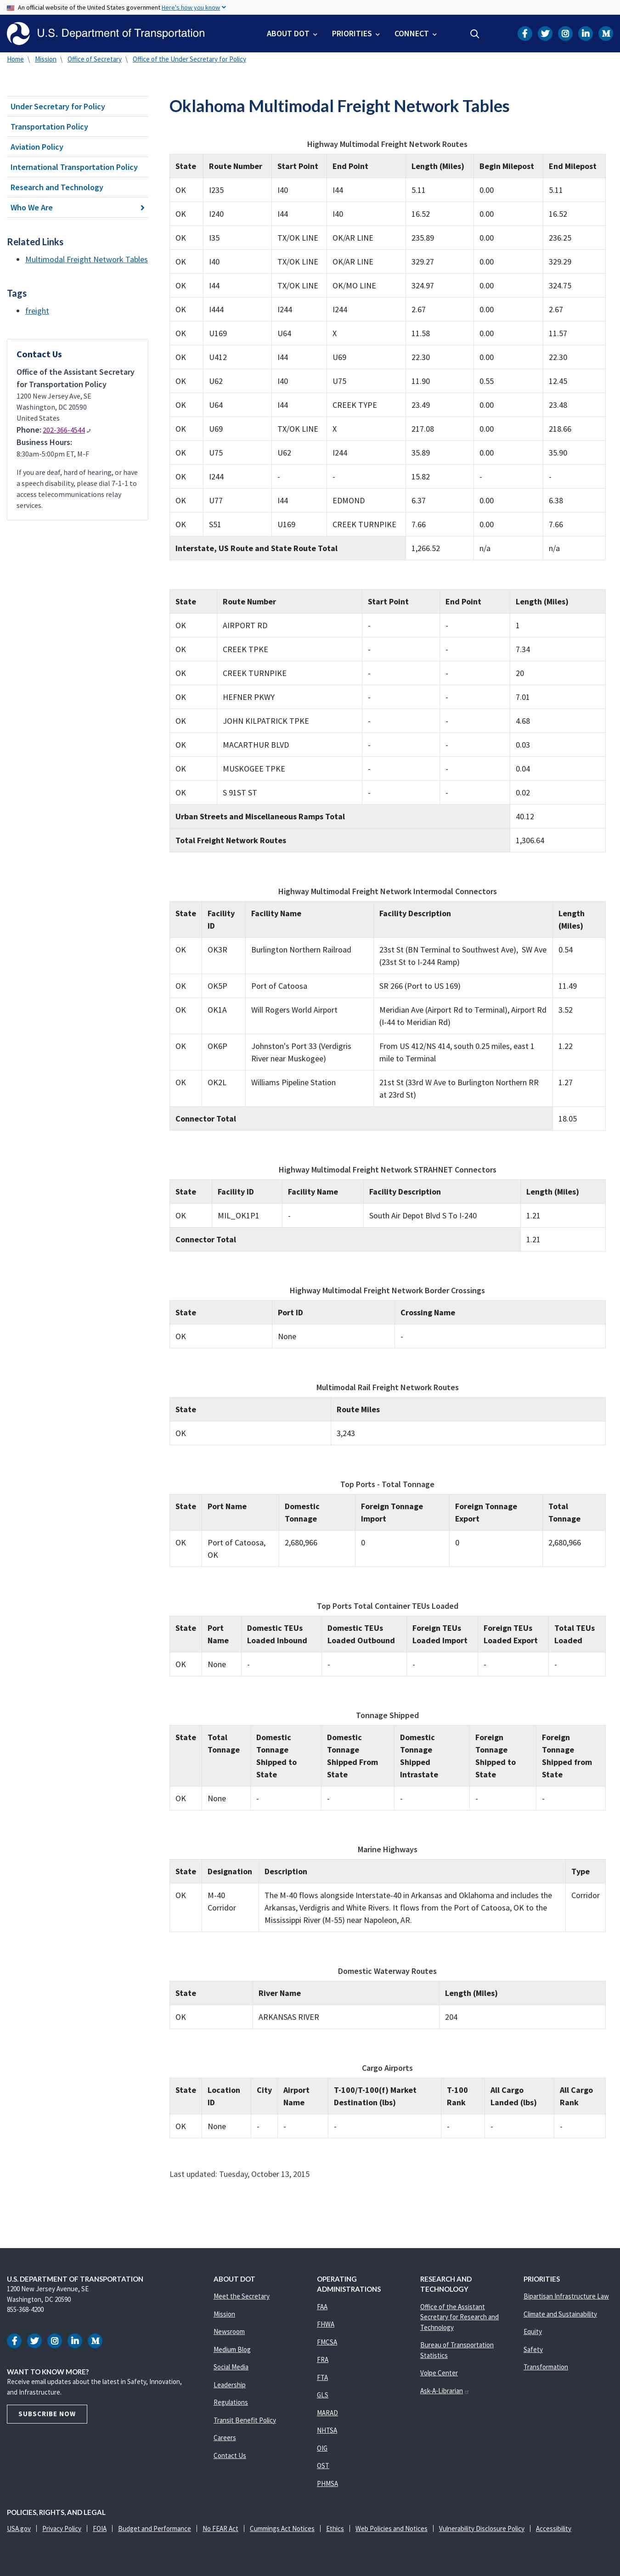 An official website of the United States government Here's how you know
U.S. Department of Transportation
ABOUT DOT
PRIORITIES
CONNECT
Home \ Mission \ Office of Secretary \ Office of the Under Secretary for Policy
Under Secretary for Policy
Transportation Policy
Aviation Policy
International Transportation Policy
Research and Technology
Who We Are
Related Links
Multimodal Freight Network Tables
Tags
freight
Contact Us
Office of the Assistant Secretary
for Transportation Policy
1200 New Jersey Ave, SE
Washington, DC 20590
United States
Phone: 202-366-4544
Business Hours:
8:30am-5:00pm ET, M-F
If you are deaf, hard of hearing, or have
a speech disability, please dial 7-1-1 to
access telecommunications relay
services.
Oklahoma Multimodal Freight Network Tables
Highway Multimodal Freight Network Routes
State Route Number Start Point End Point Length (Miles) Begin Milepost End Milepost
OK I235 I40 I44 5.11 0.00 5.11
OK I240 I44 I40 16.52 0.00 16.52
OK I35 TX/OK LINE OK/AR LINE 235.89 0.00 236.25
OK I40 TX/OK LINE OK/AR LINE 329.27 0.00 329.29
OK I44 TX/OK LINE OK/MO LINE 324.97 0.00 324.75
OK I444 I244 I244 2.67 0.00 2.67
OK U169 U64 X 11.58 0.00 11.57
OK U412 I44 U69 22.30 0.00 22.30
OK U62 I40 U75 11.90 0.55 12.45
OK U64 I44 CREEK TYPE 23.49 0.00 23.48
OK U69 TX/OK LINE X 217.08 0.00 218.66
OK U75 U62 I244 35.89 0.00 35.90
OK I244 - - 15.82 - -
OK U77 I44 EDMOND 6.37 0.00 6.38
OK S51 U169 CREEK TURNPIKE 7.66 0.00 7.66
Interstate, US Route and State Route Total 1,266.52 n/a n/a
State Route Number Start Point End Point Length (Miles)
OK AIRPORT RD - - 1
OK CREEK TPKE - - 7.34
OK CREEK TURNPIKE - - 20
OK HEFNER PKWY - - 7.01
OK JOHN KILPATRICK TPKE - - 4.68
OK MACARTHUR BLVD - - 0.03
OK MUSKOGEE TPKE - - 0.04
OK S 91ST ST - - 0.02
Urban Streets and Miscellaneous Ramps Total 40.12
Total Freight Network Routes 1,306.64
Highway Multimodal Freight Network Intermodal Connectors
State Facility ID Facility Name Facility Description Length (Miles)
OK OK3R Burlington Northern Railroad 23st St (BN Terminal to Southwest Ave), SW Ave (23st St to I-244 Ramp) 0.54
OK OK5P Port of Catoosa SR 266 (Port to US 169) 11.49
OK OK1A Will Rogers World Airport Meridian Ave (Airport Rd to Terminal), Airport Rd (I-44 to Meridian Rd) 3.52
OK OK6P Johnston's Port 33 (Verdigris River near Muskogee) From US 412/NS 414, south 0.25 miles, east 1 mile to Terminal 1.22
OK OK2L Williams Pipeline Station 21st St (33rd W Ave to Burlington Northern RR at 23rd St) 1.27
Connector Total 18.05
Highway Multimodal Freight Network STRAHNET Connectors
State Facility ID Facility Name Facility Description Length (Miles)
OK MIL_OK1P1 - South Air Depot Blvd S To I-240 1.21
Connector Total 1.21
Highway Multimodal Freight Network Border Crossings
State Port ID Crossing Name
OK None -
Multimodal Rail Freight Network Routes
State Route Miles
OK 3,243
Top Ports - Total Tonnage
State Port Name Domestic Tonnage Foreign Tonnage Import Foreign Tonnage Export Total Tonnage
OK Port of Catoosa, OK 2,680,966 0 0 2,680,966
Top Ports Total Container TEUs Loaded
State Port Name Domestic TEUs Loaded Inbound Domestic TEUs Loaded Outbound Foreign TEUs Loaded Import Foreign TEUs Loaded Export Total TEUs Loaded
OK None - - - - -
Tonnage Shipped
State Total Tonnage Domestic Tonnage Shipped to State Domestic Tonnage Shipped From State Domestic Tonnage Shipped Intrastate Foreign Tonnage Shipped to State Foreign Tonnage Shipped from State
OK None - - - - -
Marine Highways
State Designation Description Type
OK M-40 Corridor The M-40 flows alongside Interstate-40 in Arkansas and Oklahoma and includes the Arkansas, Verdigris and White Rivers. It flows from the Port of Catoosa, OK to the Mississippi River (M-55) near Napoleon, AR. Corridor
Domestic Waterway Routes
State River Name Length (Miles)
OK ARKANSAS RIVER 204
Cargo Airports
State Location ID City Airport Name T-100/T-100(f) Market Destination (lbs) T-100 Rank All Cargo Landed (lbs) All Cargo Rank
OK None - - - - - -
Last updated: Tuesday, October 13, 2015
U.S. DEPARTMENT OF TRANSPORTATION
1200 New Jersey Avenue, SE
Washington, DC 20590
855-368-4200
WANT TO KNOW MORE?
Receive email updates about the latest in Safety, Innovation,
and Infrastructure.
SUBSCRIBE NOW
ABOUT DOT
Meet the Secretary
Mission
Newsroom
Medium Blog
Social Media
Leadership
Regulations
Transit Benefit Policy
Careers
Contact Us
OPERATING
ADMINISTRATIONS
FAA
FHWA
FMCSA
FRA
FTA
GLS
MARAD
NHTSA
OIG
OST
PHMSA
RESEARCH AND
TECHNOLOGY
Office of the Assistant
Secretary for Research and
Technology
Bureau of Transportation
Statistics
Volpe Center
Ask-A-Librarian
PRIORITIES
Bipartisan Infrastructure Law
Climate and Sustainability
Equity
Safety
Transformation
POLICIES, RIGHTS, AND LEGAL
USA.gov | Privacy Policy | FOIA | Budget and Performance | No FEAR Act | Cummings Act Notices | Ethics | Web Policies and Notices | Vulnerability Disclosure Policy | Accessibility